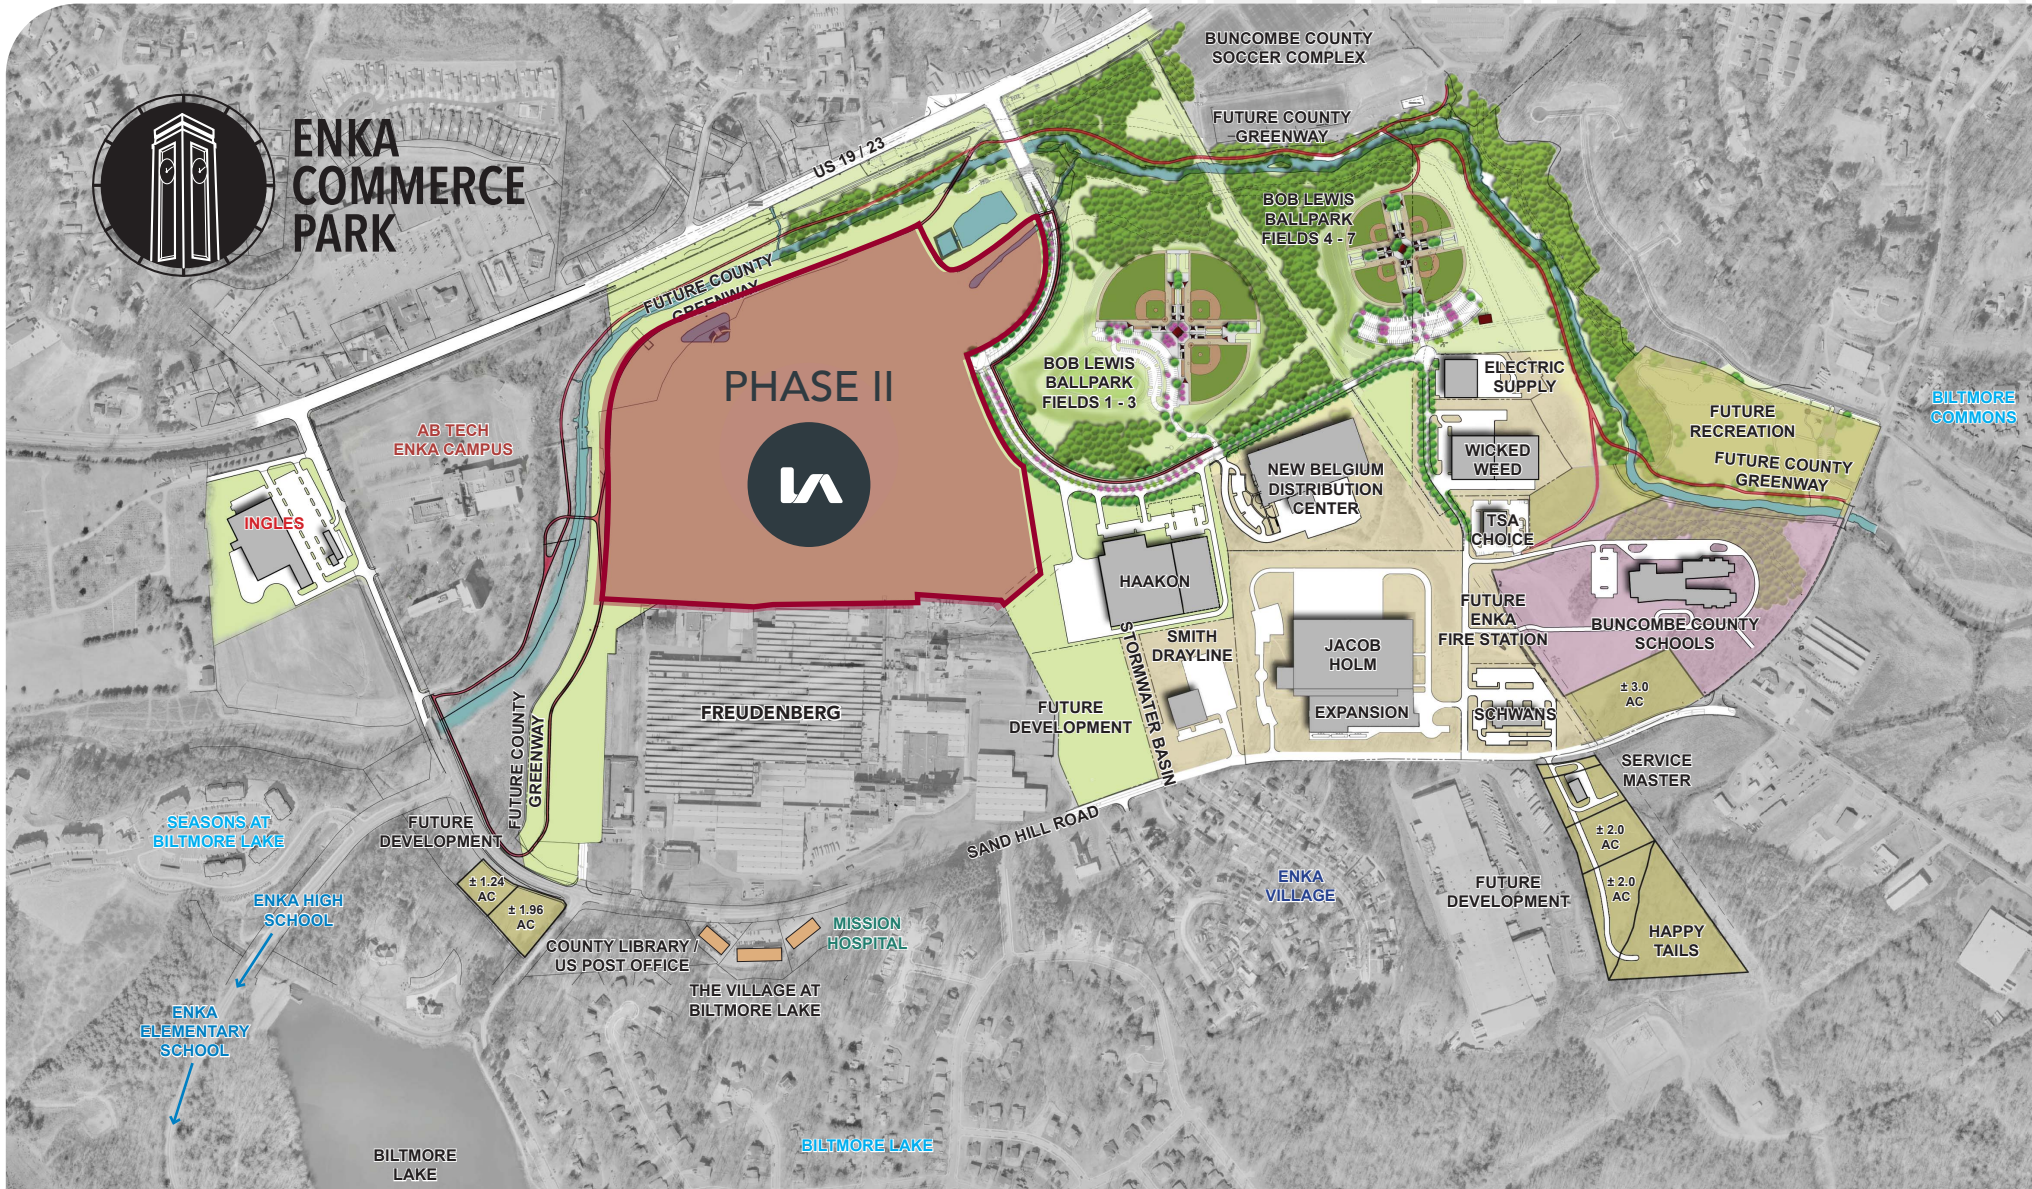 ENKA
COMMERCE
PARK
BUNCOMBE COUNTY
SOCCER COMPLEX
FUTURE COUNTY
GREENWAY
US 19 / 23
BOB LEWIS
BALLPARK
FIELDS 4 - 7
FUTURE COUNTY
GREENWAY
PHASE II
BOB LEWIS
BALLPARK
FIELDS 1 - 3
ELECTRIC
SUPPLY
BILTMORE
COMMONS
FUTURE
RECREATION
AB TECH
ENKA CAMPUS
WICKED
WEED
FUTURE COUNTY
GREENWAY
NEW BELGIUM
DISTRIBUTION
CENTER
INGLES
TSA
CHOICE
HAAKON
FUTURE
ENKA
FIRE STATION
BUNCOMBE COUNTY
SCHOOLS
SMITH
DRAYLINE
JACOB
HOLM
STORMWATER BASIN
± 3.0
AC
FREUDENBERG
FUTURE
DEVELOPMENT
EXPANSION
SCHWANS
FUTURE COUNTY
GREENWAY
SERVICE
MASTER
SEASONS AT
BILTMORE LAKE
FUTURE
DEVELOPMENT
SAND HILL ROAD
± 2.0
AC
± 1.24
AC
± 1.96
AC
ENKA
VILLAGE
FUTURE
DEVELOPMENT
± 2.0
AC
ENKA HIGH
SCHOOL
MISSION
HOSPITAL
COUNTY LIBRARY /
US POST OFFICE
HAPPY
TAILS
THE VILLAGE AT
BILTMORE LAKE
ENKA
ELEMENTARY
SCHOOL
BILTMORE LAKE
BILTMORE
LAKE